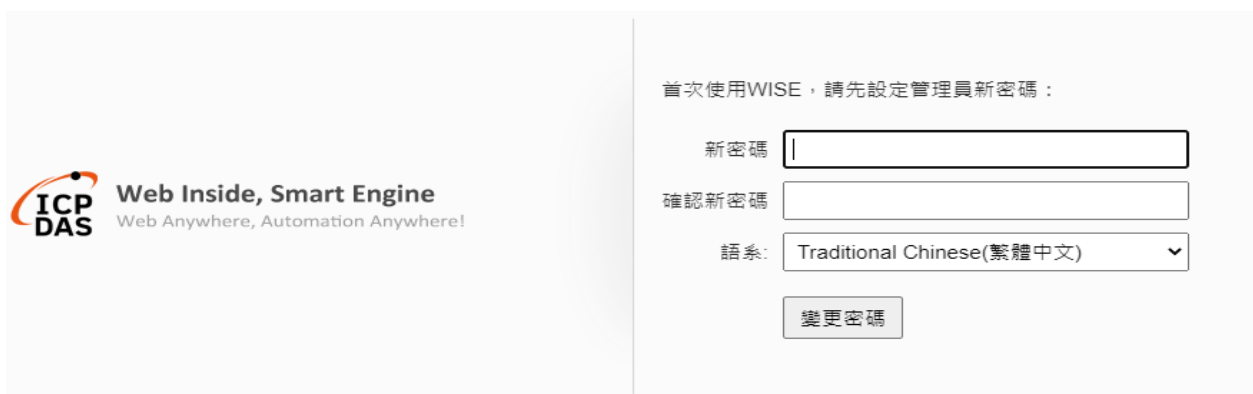 ICP
DAS
Web Inside, Smart Engine
Web Anywhere, Automation Anywhere!
首次使用WISE，請先設定管理員新密碼：
新密碼
確認新密碼
語系: Traditional Chinese(繁體中文)
變更密碼